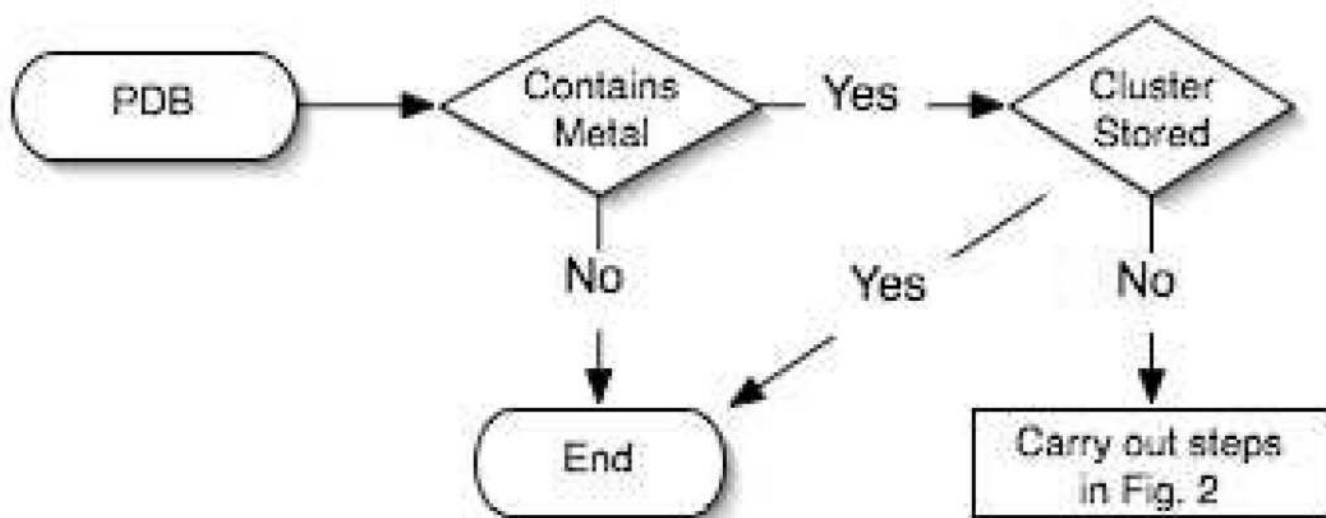 PDB
Contains
Metal
Yes
Cluster
Stored
No
Yes
No
End
Carry out steps
in Fig. 2